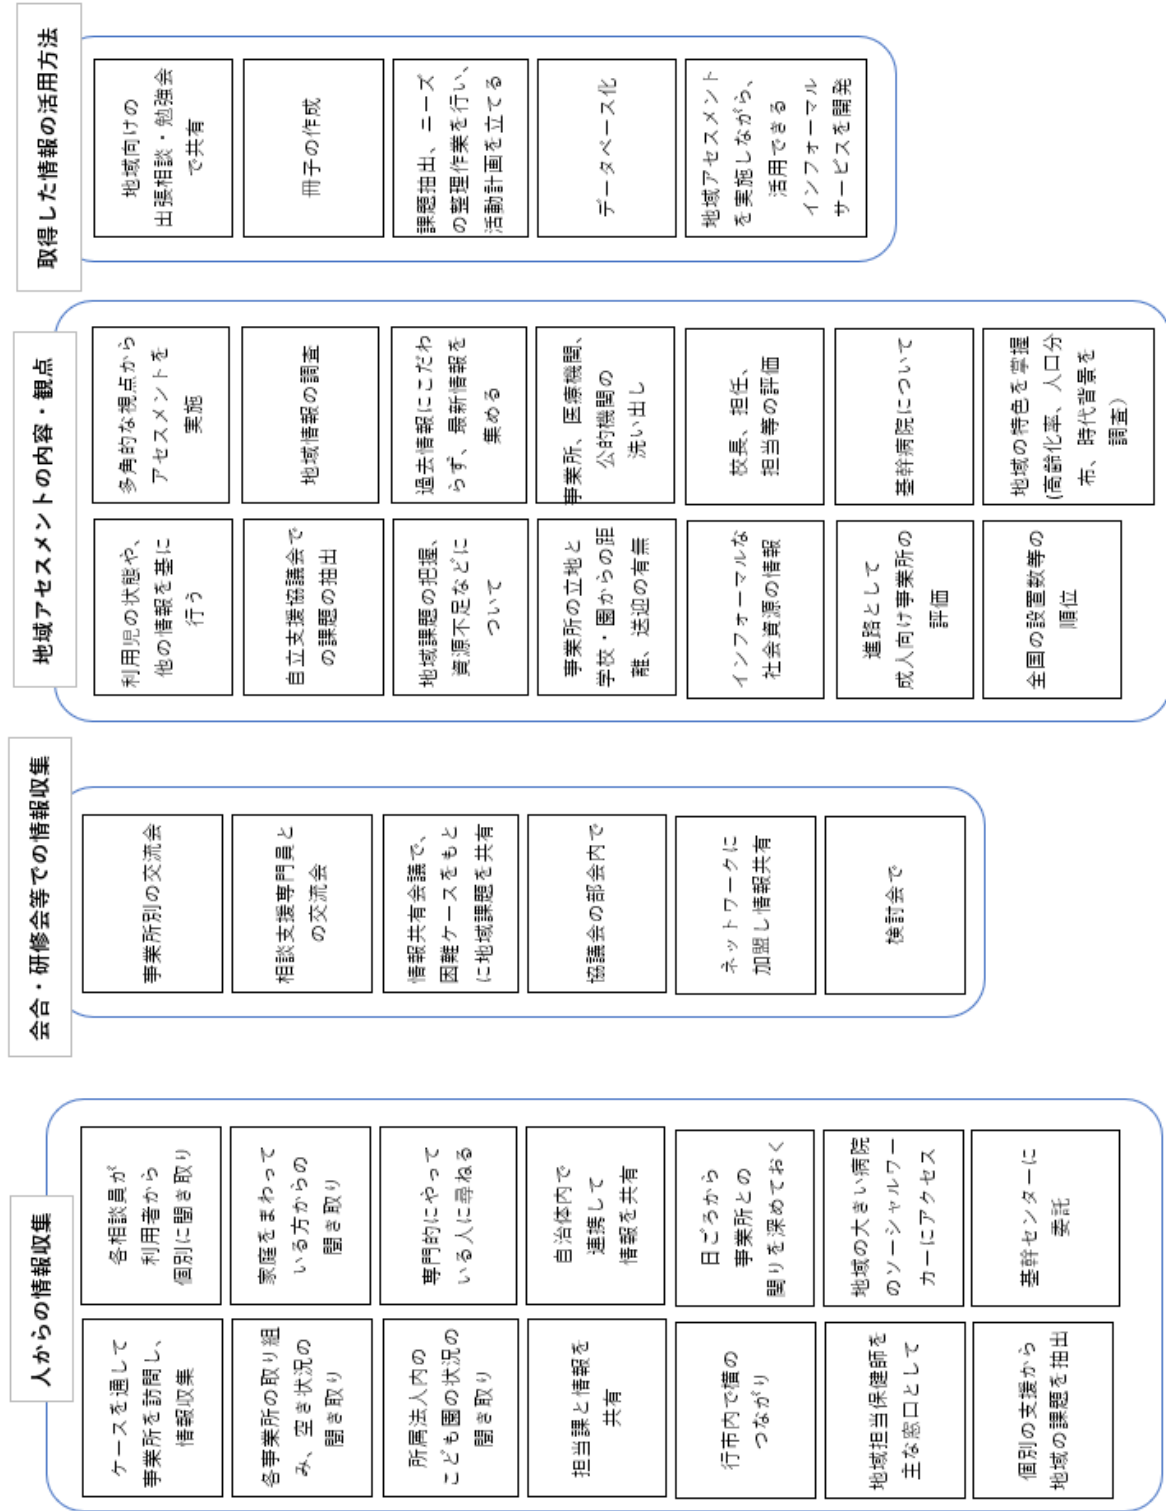 人からの情報収集
ケースを通して
事業所を訪問し、
情報収集
各相談員が
利用者から
個別に聞き取り
各事業所の取り組
み、空き状況の
聞き取り
家庭をまわって
いる方からの
聞き取り
所属法人内の
こども園の状況の
聞き取り
専門的にやって
いる人に尋ねる
担当課と情報を
共有
自治体内で
連携して
情報を共有
行市内で横の
つながり
日ごろから
事業所との
関りを深めておく
地域担当保健師を
主な窓口として
地域の大きい病院
のソーシャルワー
カーにアクセス
個別の支援から
地域の課題を抽出
基幹センターに
委託
会合・研修会等での情報収集
事業所別の交流会
相談支援専門員と
の交流会
情報共有会議で、
困難ケースをもと
に地域課題を共有
協議会の部会内で
ネットワークに
加盟し情報共有
検討会で
地域アセスメントの内容・観点
利用児の状態や、
他の情報を基に
行う
多角的な視点から
アセスメントを
実施
自立支援協議会で
の課題の抽出
地域情報の調査
地域課題の把握、
資源不足などに
ついて
過去情報にこだわ
らず、最新情報を
集める
事業所の立地と
学校・園からの距
離、送迎の有無
事業所、医療機関、
公的機関の
洗い出し
インフォーマルな
社会資源の情報
校長、担任、
担当等の評価
進路として
成人向け事業所の
評価
基幹病院について
全国の設置数等の
順位
地域の特色を掌握
(高齢化率、人口分
布、時代背景を
調査）
取得した情報の活用方法
地域向けの
出張相談・勉強会
で共有
冊子の作成
課題抽出、ニーズ
の整理作業を行い、
活動計画を立てる
データベース化
地域アセスメント
を実施しながら、
活用できる
インフォーマル
サービスを開発